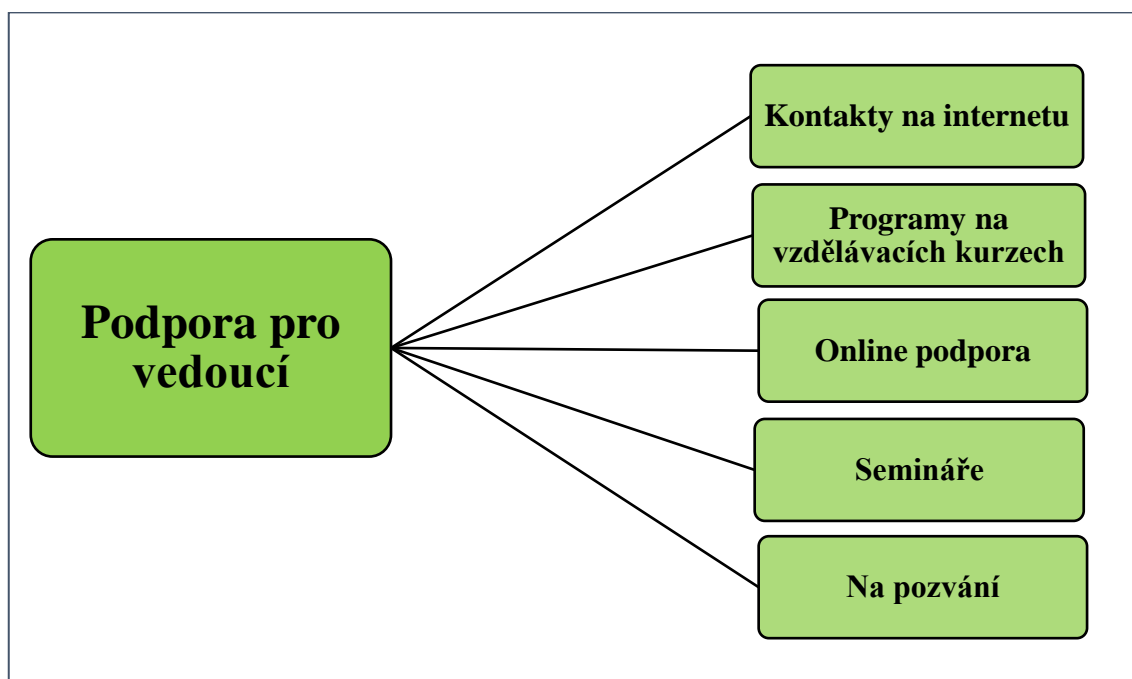 Podpora pro
vedoucí
Kontakty na internetu
Programy na
vzdělávacích kurzech
Online podpora
Semináře
Na pozvání